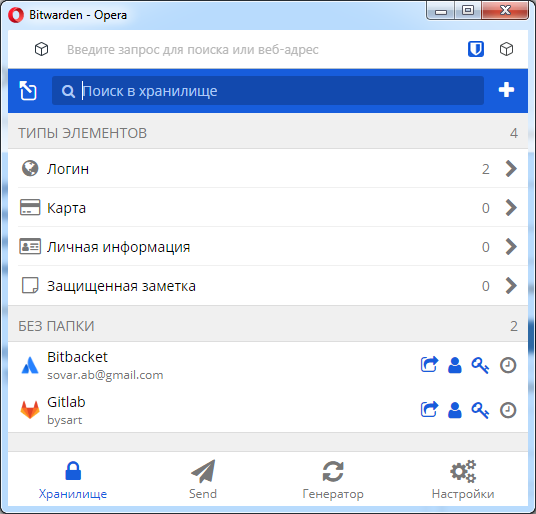 Bitwarden - Opera
Введите запрос для поиска или веб-адрес
Поиск в хранилище
ТИПЫ ЭЛЕМЕНТОВ 4
Логин 2
Карта 0
Личная информация 0
Защищенная заметка 0
БЕЗ ПАПКИ 2
Bitbacket
sovar.ab@gmail.com
Gitlab
bysart
Хранилище Send Генератор Настройки